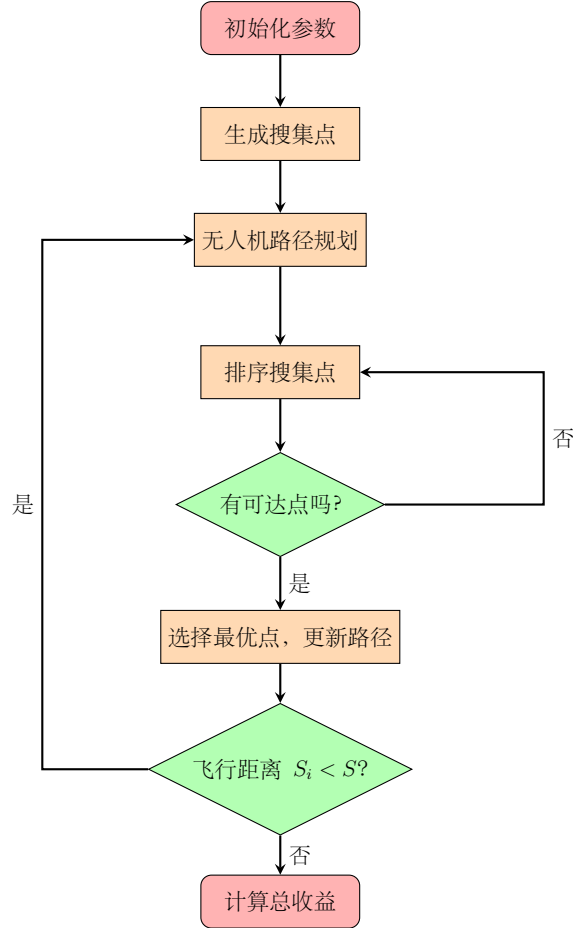 初始化参数
生成搜集点
无人机路径规划
排序搜集点
否
有可达点吗?
是
是
选择最优点，更新路径
飞行距离 $S_i < S$?
否
计算总收益